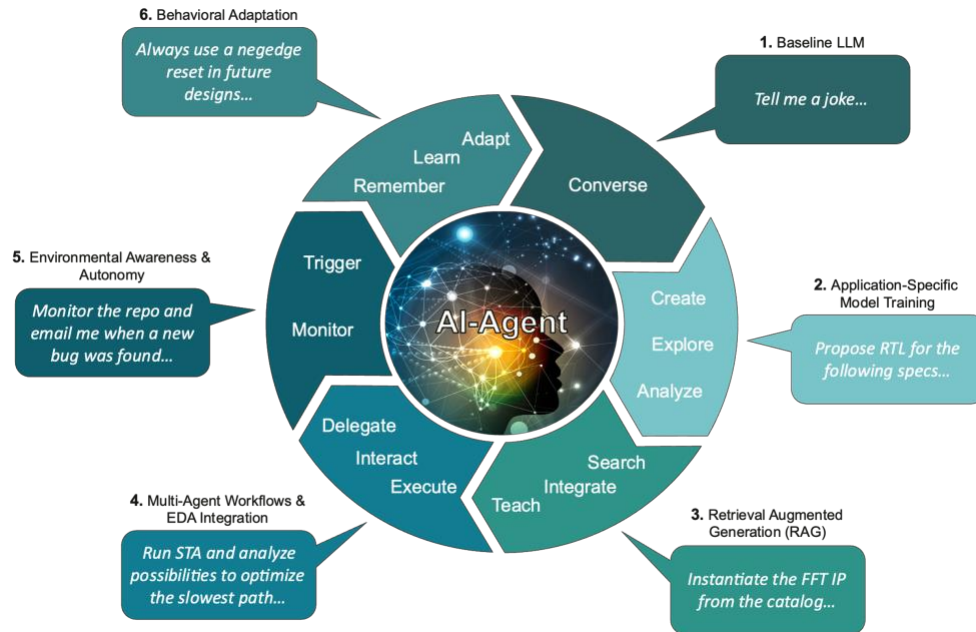 6. Behavioral Adaptation
Always use a negedge
reset in future
designs...
1. Baseline LLM
Tell me a joke...
Adapt
Learn
Remember
Converse
5. Environmental Awareness &
Autonomy
Monitor the repo and
email me when a new
bug was found...
Trigger
Monitor
AI-Agent
Create
Explore
Analyze
2. Application-Specific
Model Training
Propose RTL for the
following specs...
Delegate
Interact
Execute
Search
Integrate
Teach
4. Multi-Agent Workflows &
EDA Integration
Run STA and analyze
possibilities to optimize
the slowest path...
3. Retrieval Augmented
Generation (RAG)
Instantiate the FFT IP
from the catalog...